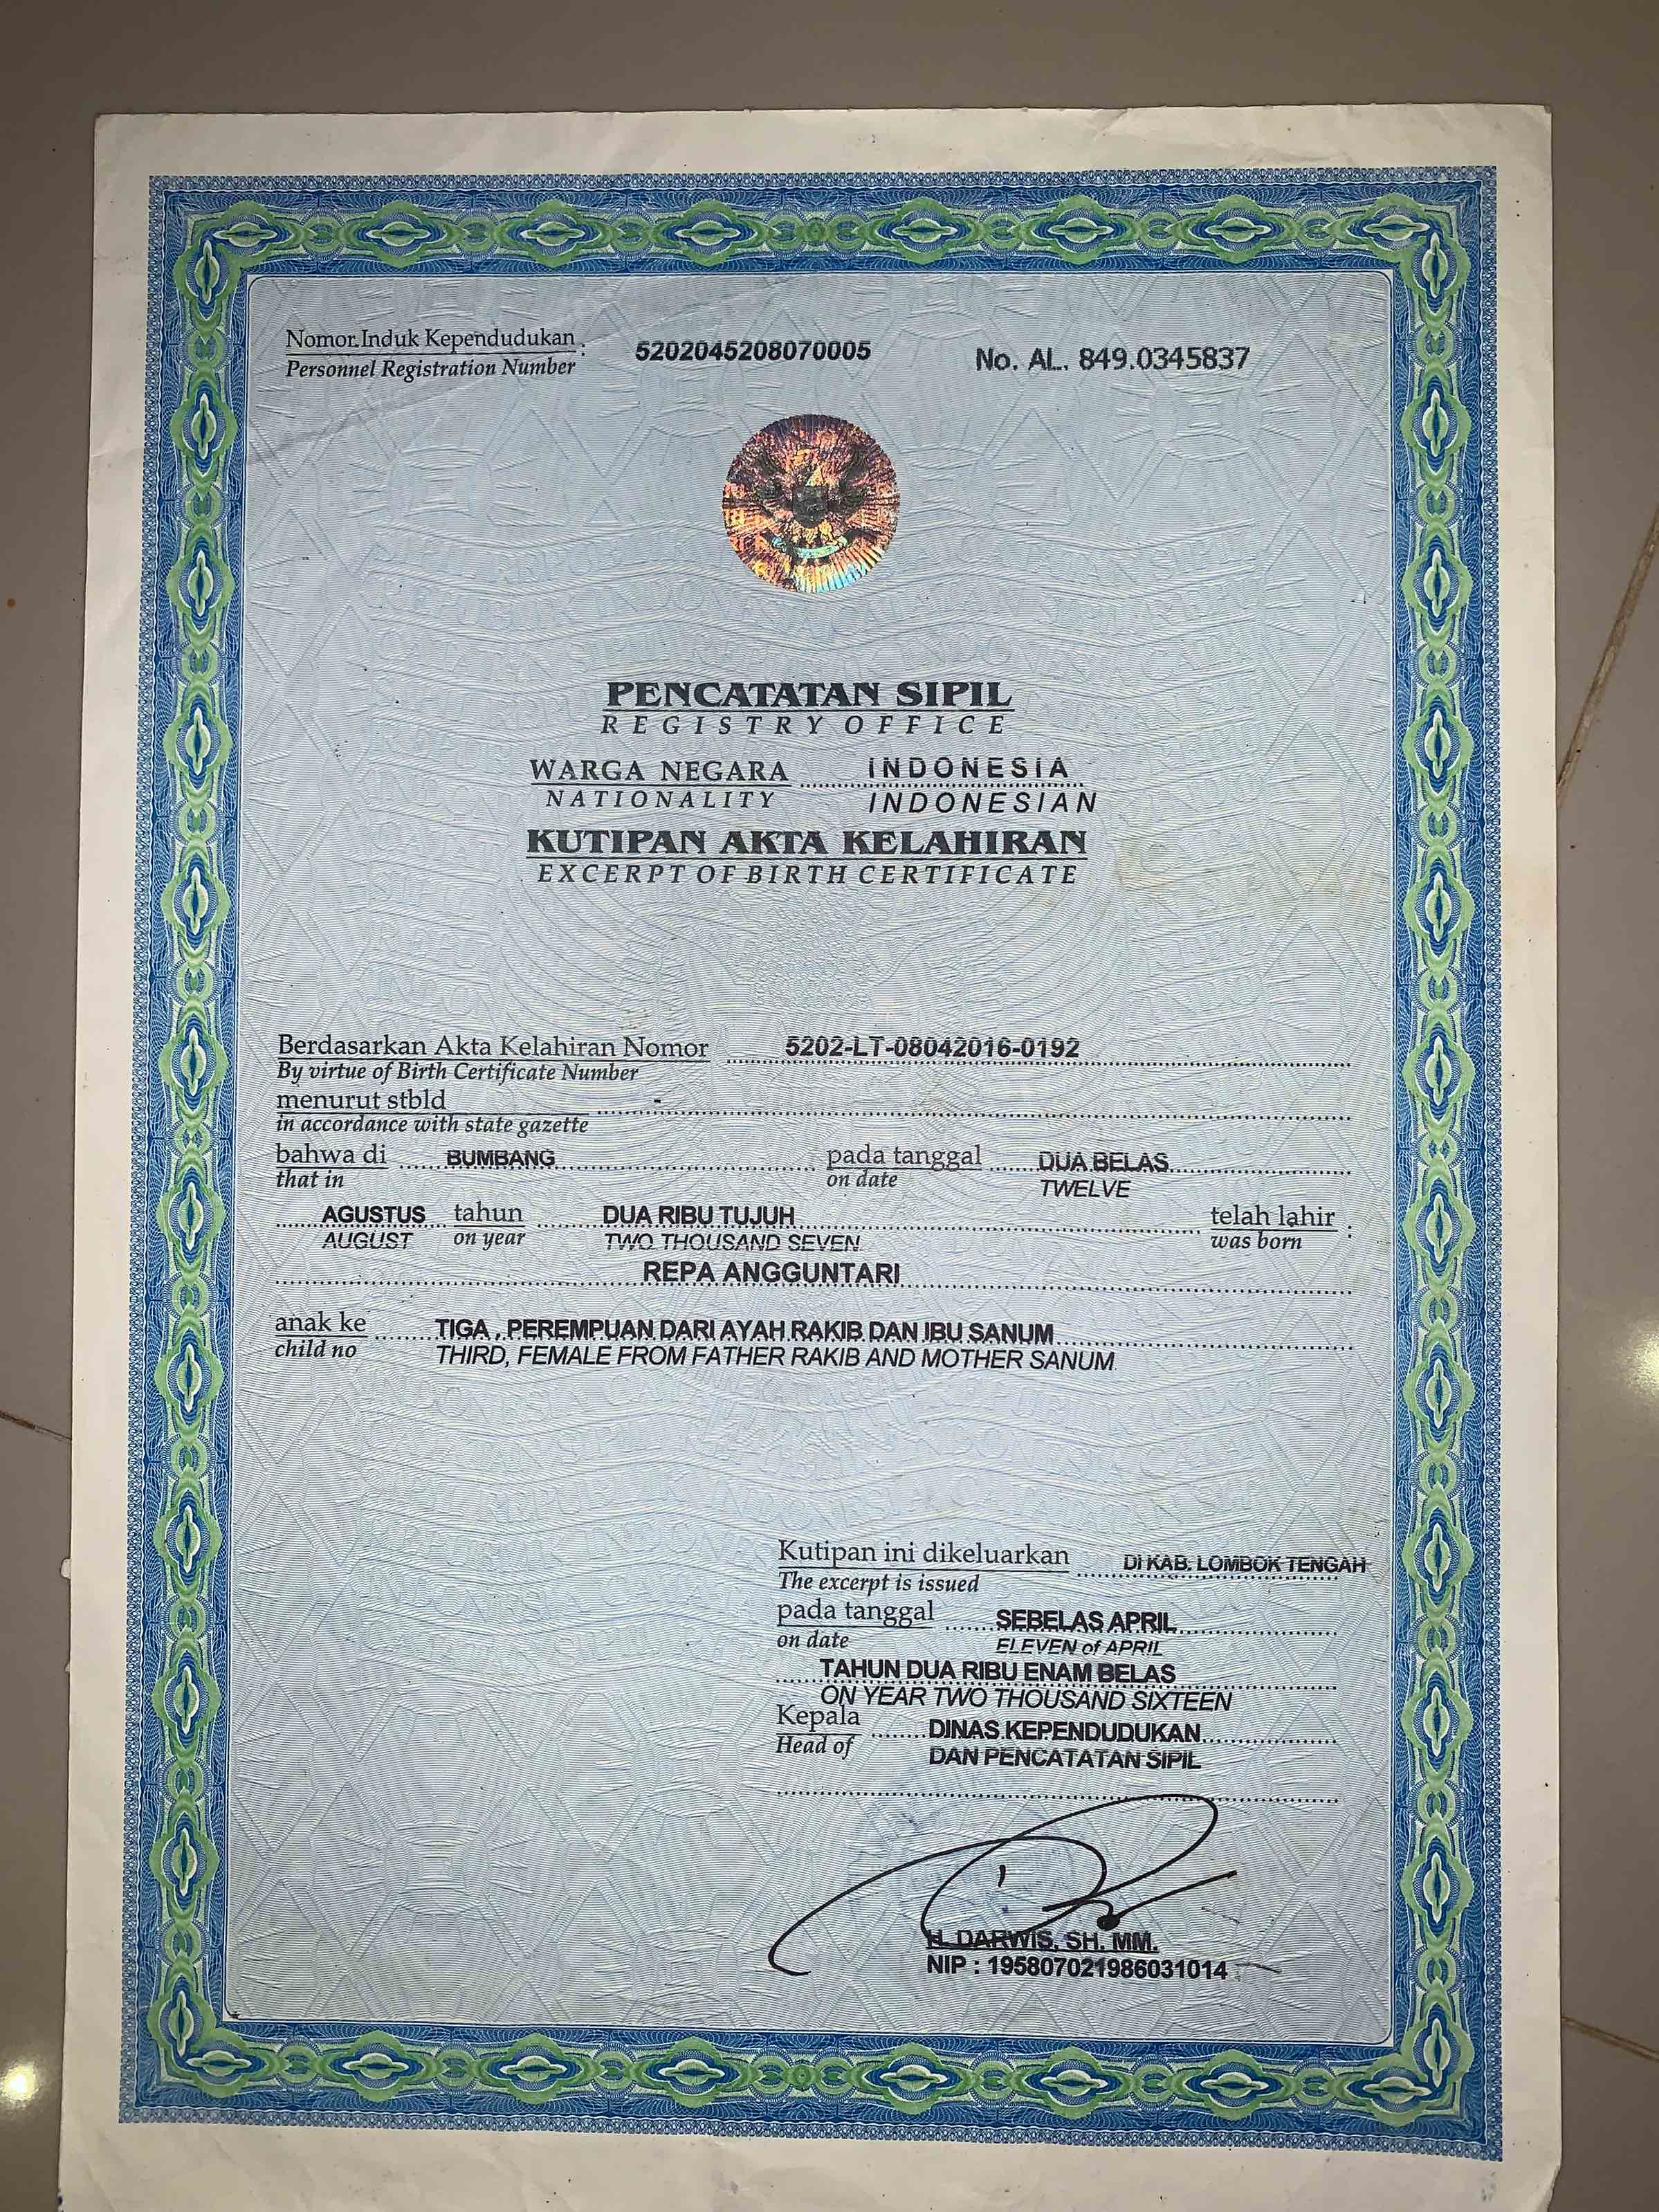 Nomor Induk Kependudukan : 5202045208070005 No. AL. 849.0345837
Personnel Registration Number
PENCATATAN SIPIL
REGISTRY OFFICE
WARGA NEGARA INDONESIA
NATIONALITY INDONESIAN
KUTIPAN AKTA KELAHIRAN
EXCERPT OF BIRTH CERTIFICATE
Berdasarkan Akta Kelahiran Nomor 5202-LT-08042016-0192
By virtue of Birth Certificate Number
menurut stbld -
in accordance with state gazette
bahwa di BUMBANG pada tanggal DUA BELAS
that in on date TWELVE
AGUSTUS tahun DUA RIBU TUJUH telah lahir :
AUGUST on year TWO THOUSAND SEVEN was born
REPA ANGGUNTARI
anak ke TIGA , PEREMPUAN DARI AYAH RAKIB DAN IBU SANUM
child no THIRD, FEMALE FROM FATHER RAKIB AND MOTHER SANUM
Kutipan ini dikeluarkan DI KAB. LOMBOK TENGAH
The excerpt is issued
pada tanggal SEBELAS APRIL
on date ELEVEN of APRIL
TAHUN DUA RIBU ENAM BELAS
ON YEAR TWO THOUSAND SIXTEEN
Kepala DINAS KEPENDUDUKAN
Head of DAN PENCATATAN SIPIL
H. DARWIS, SH. MM.
NIP : 195807021986031014